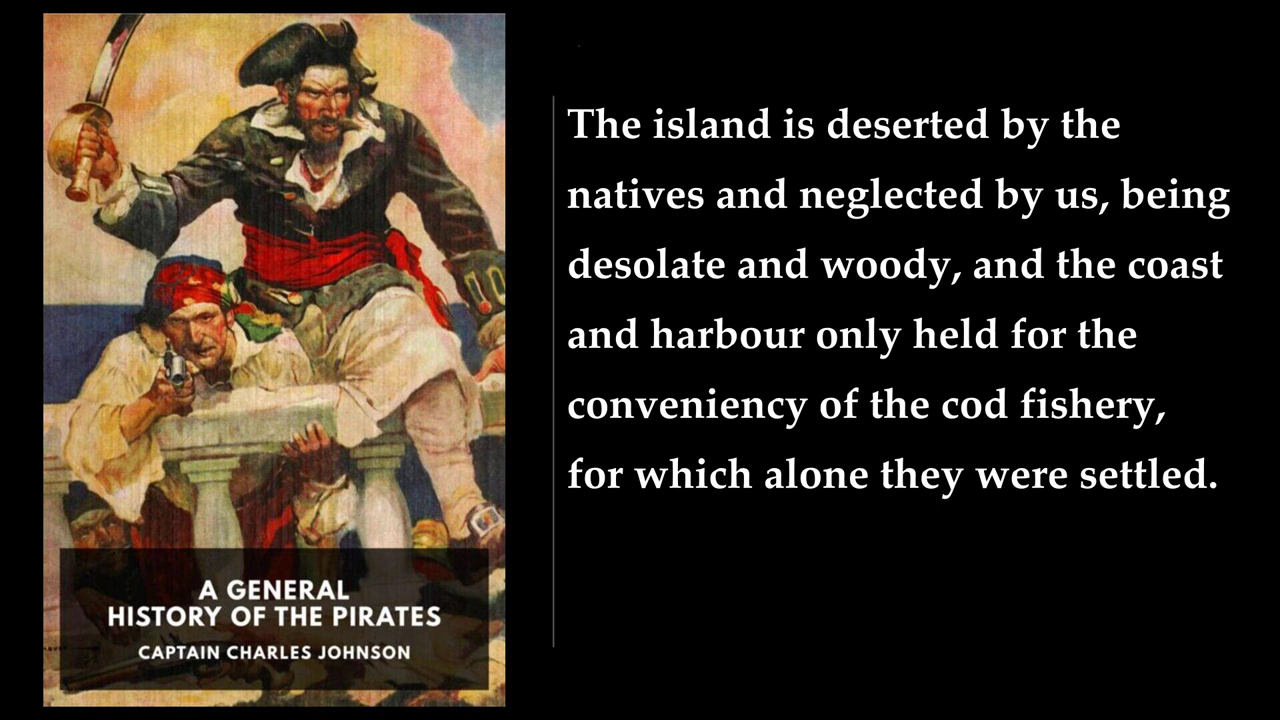 A GENERAL
HISTORY OF THE PIRATES
CAPTAIN CHARLES JOHNSON
The island is deserted by the
natives and neglected by us, being
desolate and woody, and the coast
and harbour only held for the
conveniency of the cod fishery,
for which alone they were settled.